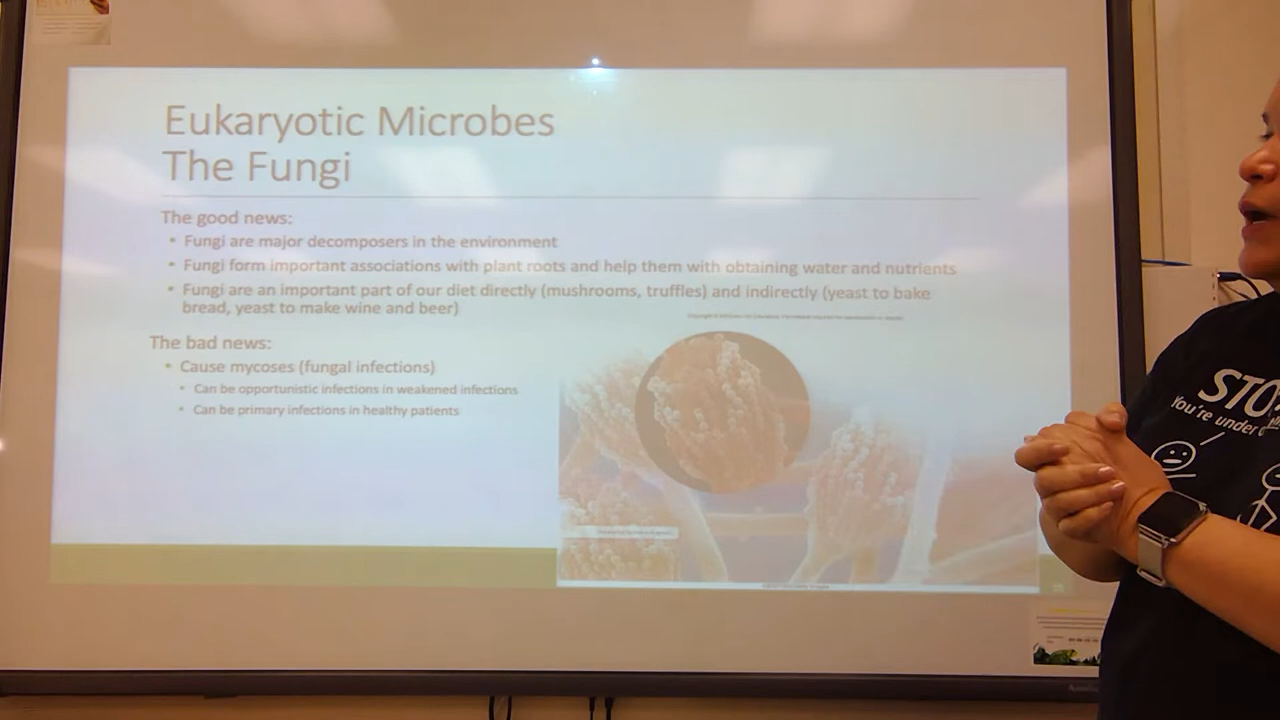 Eukaryotic Microbes
The Fungi
The good news:
• Fungi are major decomposers in the environment
• Fungi form important associations with plant roots and help them with obtaining water and nutrients
• Fungi are an important part of our diet directly (mushrooms, truffles) and indirectly (yeast to bake
bread, yeast to make wine and beer)
The bad news:
• Cause mycoses (fungal infections)
• Can be opportunistic infections in weakened infections
• Can be primary infections in healthy patients
STO
You're under